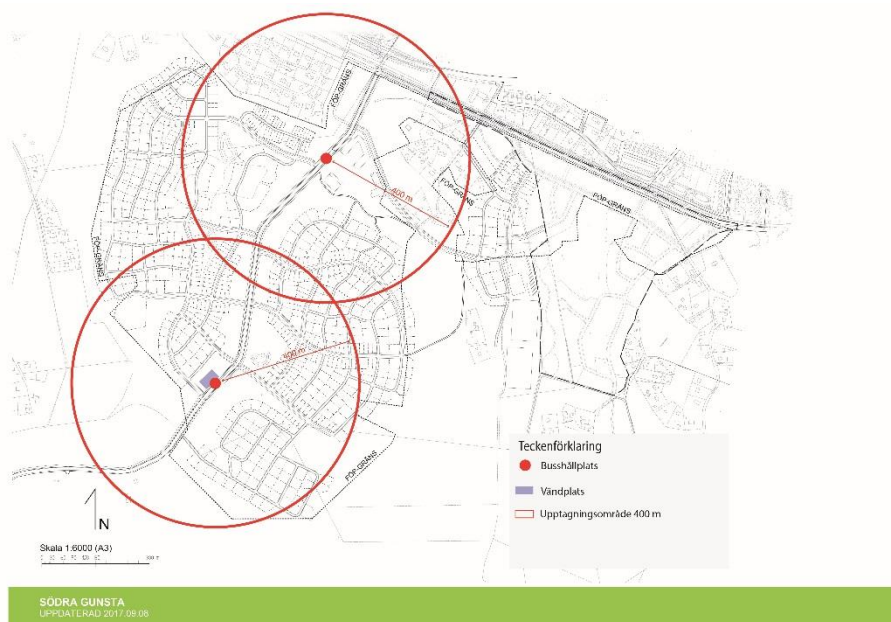 FÖP-GRÄNS
400 m
FÖP-GRÄNS
FÖP-GRÄNS
FÖP-GRÄNS
400 m
FÖP-GRÄNS
Teckenförklaring
Busshållplats
Vändplats
Upptagningsområde 400 m
N
Skala 1:6000 (A3)
SÖDRA GUNSTA
UPPDATERAD 2017.09.08